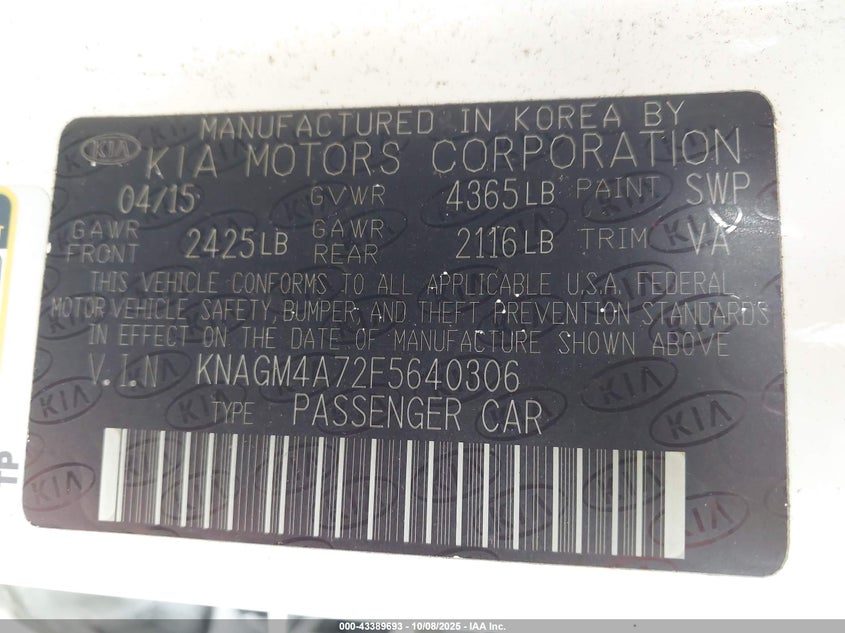 MANUFACTURED IN KOREA BY
KIA KIA MOTORS CORPORATION
04/15 GVWR 4365LB PAINT SWP
GAWR FRONT 2425LB GAWR REAR 2116LB TRIM VA
THIS VEHICLE CONFORMS TO ALL APPLICABLE U.S.A. FEDERAL
MOTOR VEHICLE SAFETY, BUMPER, AND THEFT PREVENTION STANDARDS
IN EFFECT ON THE DATE OF MANUFACTURE SHOWN ABOVE
V.I.N KNAGM4A72F5640306
TYPE PASSENGER CAR
TP
000-43389693 - 10/08/2025 - IAA Inc.